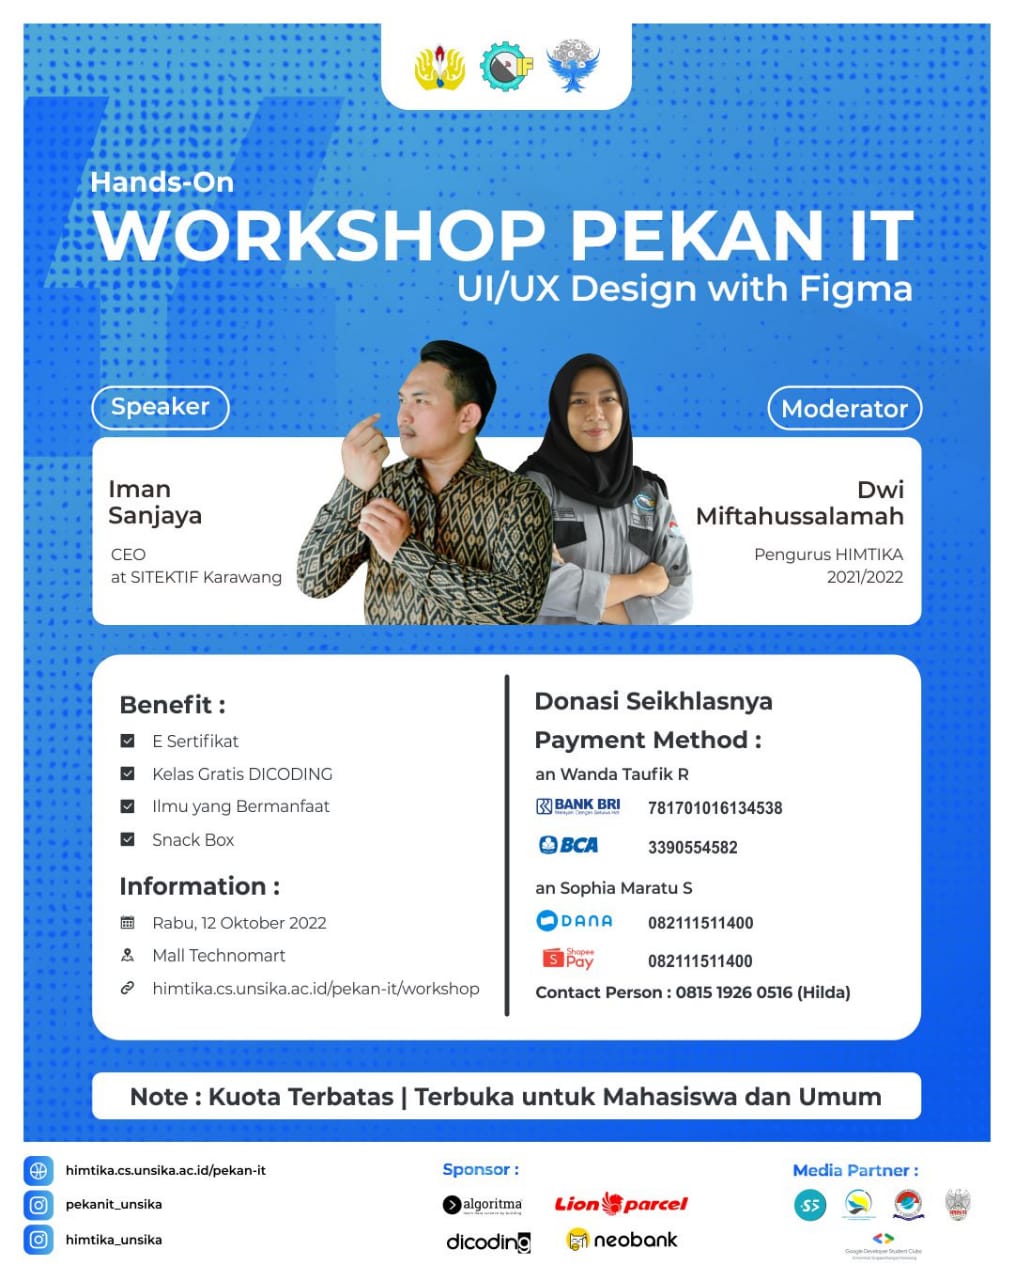 IF
Hands-On
WORKSHOP PEKAN IT
UI/UX Design with Figma
Speaker
Moderator
Iman
Sanjaya
CEO
at SITEKTIF Karawang
Dwi
Miftahussalamah
Pengurus HIMTIKA
2021/2022
Benefit :
E Sertifikat
Kelas Gratis DICODING
Ilmu yang Bermanfaat
Snack Box
Information :
Rabu, 12 Oktober 2022
Mall Technomart
himtika.cs.unsika.ac.id/pekan-it/workshop
Donasi Seikhlasnya
Payment Method :
an Wanda Taufik R
BANK BRI 781701016134538
BCA 3390554582
an Sophia Maratu S
DANA 082111511400
Shopee
Pay 082111511400
Contact Person : 0815 1926 0516 (Hilda)
Note : Kuota Terbatas | Terbuka untuk Mahasiswa dan Umum
himtika.cs.unsika.ac.id/pekan-it
pekanit_unsika
himtika_unsika
Sponsor :
algoritma
Lion parcel
dicoding
neobank
Media Partner :
Google Developer Student Clubs